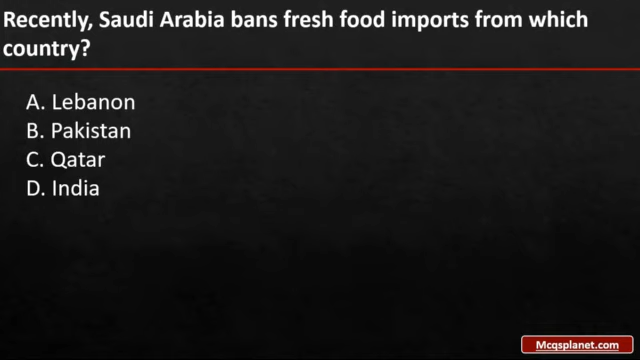 Recently, Saudi Arabia bans fresh food imports from which
country?
A. Lebanon
B. Pakistan
C. Qatar
D. India
Mcqsplanet.com